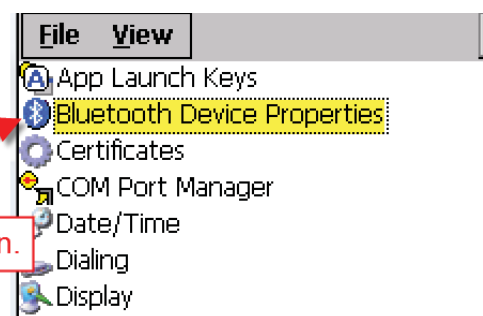 File View
App Launch Keys
Bluetooth Device Properties
Certificates
COM Port Manager
Date/Time
n.
Dialing
Display